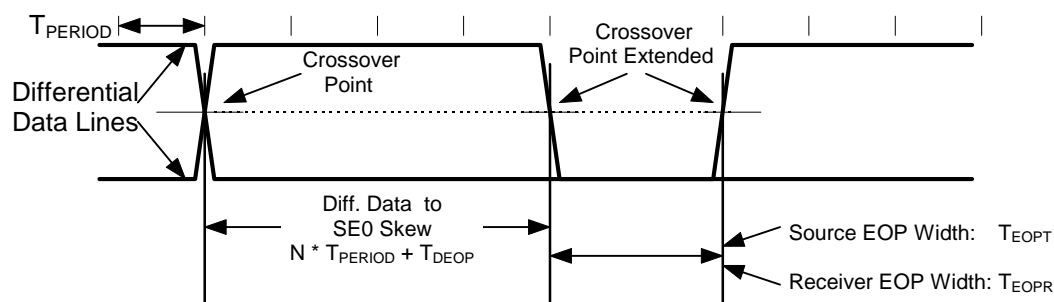 TPERIOD
Crossover
Point
Crossover
Point Extended
Differential
Data Lines
Diff. Data to
SE0 Skew
N * TPERIOD + TDEOP
Source EOP Width: TEOPT
Receiver EOP Width: TEOPR